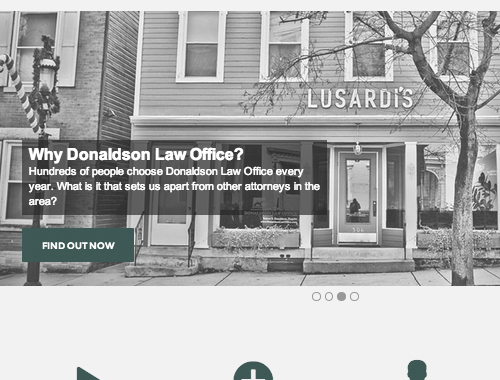 LUSARDI'S
Why Donaldson Law Office?
Hundreds of people choose Donaldson Law Office every
year. What is it that sets us apart from other attorneys in the
area?
506
FIND OUT NOW